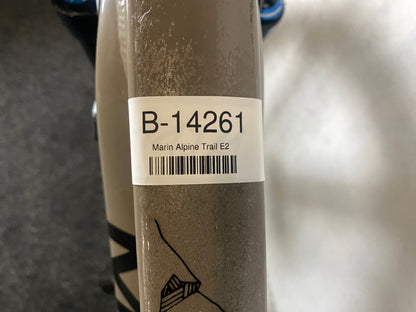 B-14261
Marin Alpine Trail E2